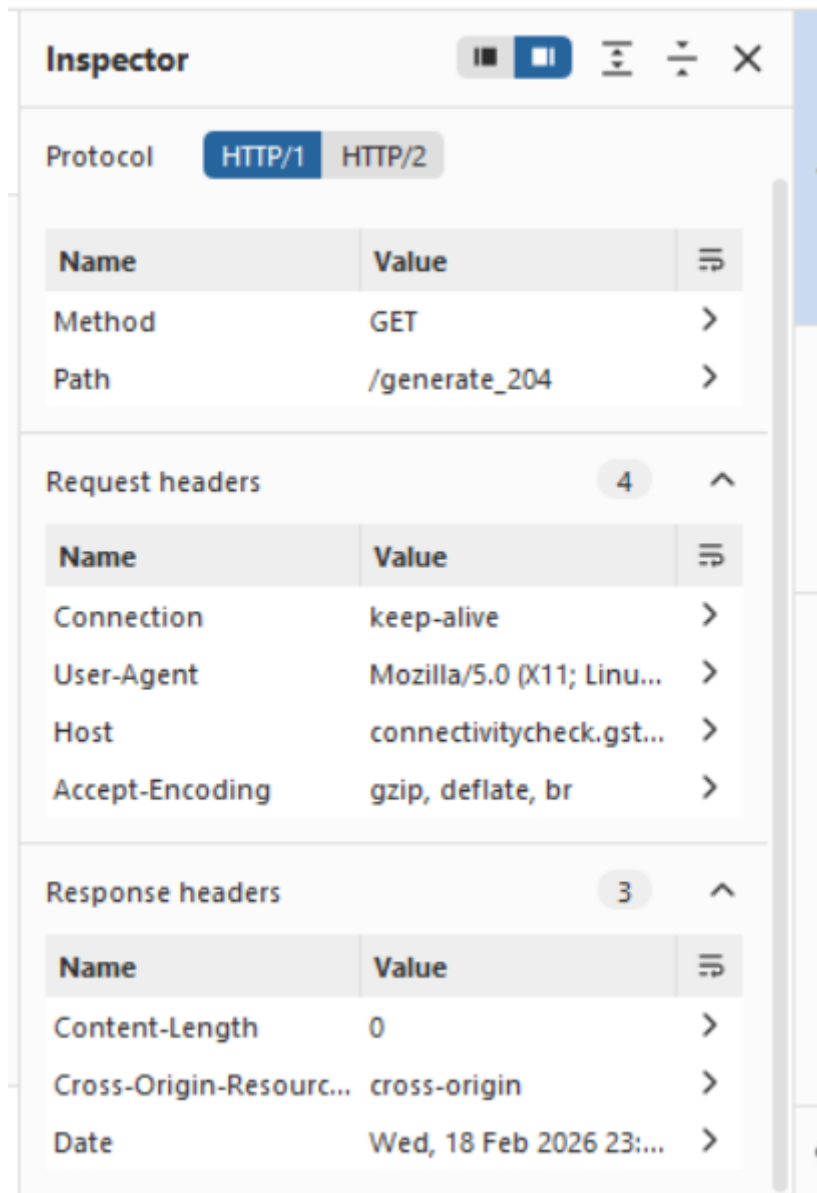 Inspector
Protocol HTTP/1 HTTP/2
Name Value
Method GET
Path /generate_204
Request headers 4
Name Value
Connection keep-alive
User-Agent Mozilla/5.0 (X11; Linu...
Host connectivitycheck.gst...
Accept-Encoding gzip, deflate, br
Response headers 3
Name Value
Content-Length 0
Cross-Origin-Resourc... cross-origin
Date Wed, 18 Feb 2026 23:...